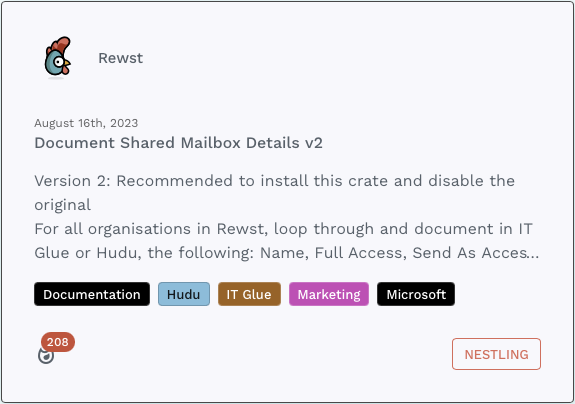 Rewst
August 16th, 2023
Document Shared Mailbox Details v2
Version 2: Recommended to install this crate and disable the
original
For all organisations in Rewst, loop through and document in IT
Glue or Hudu, the following: Name, Full Access, Send As Acces...
Documentation Hudu IT Glue Marketing Microsoft
208
NESTLING